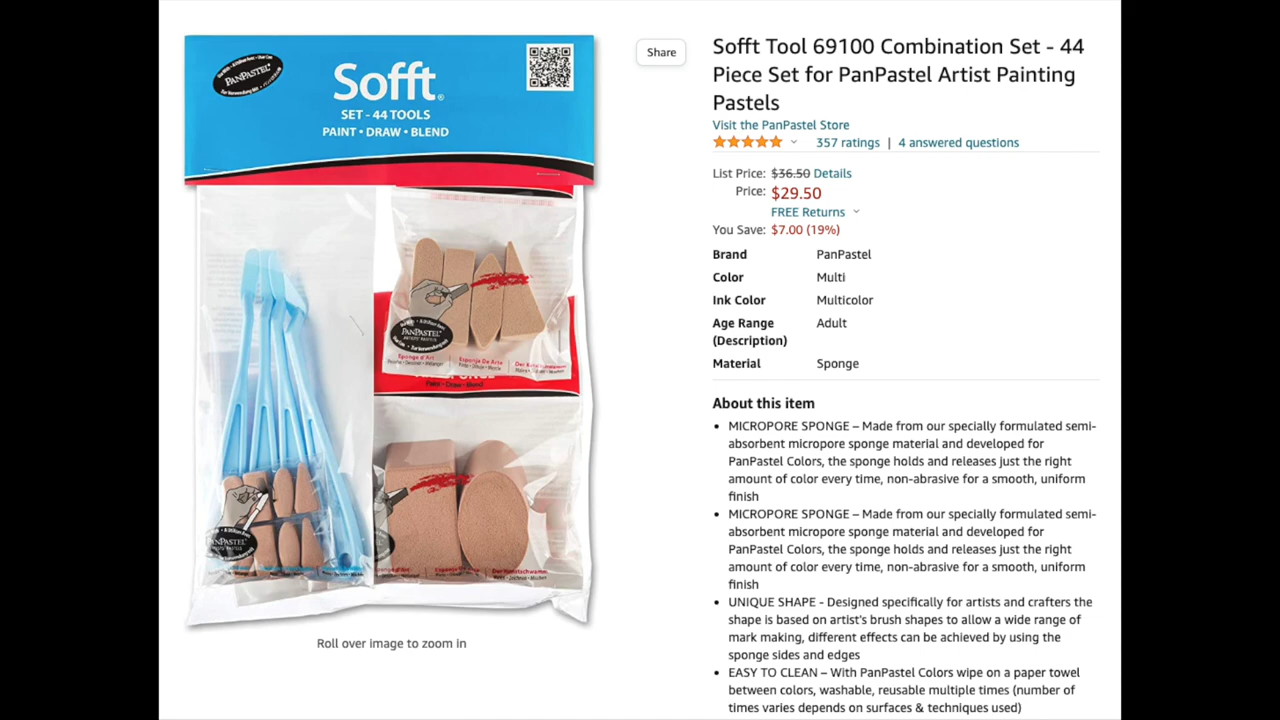 PANPASTEL
Sofft®
SET - 44 TOOLS
PAINT • DRAW • BLEND
PANPASTEL
Esponja De Arte
Paint • Draw • Blend
PANPASTEL
Roll over image to zoom in
Share
Sofft Tool 69100 Combination Set - 44
Piece Set for PanPastel Artist Painting
Pastels
Visit the PanPastel Store
357 ratings | 4 answered questions
List Price: $36.50 Details
Price: $29.50
FREE Returns
You Save: $7.00 (19%)
Brand PanPastel
Color Multi
Ink Color Multicolor
Age Range Adult
(Description)
Material Sponge
About this item
• MICROPORE SPONGE – Made from our specially formulated semi-
absorbent micropore sponge material and developed for
PanPastel Colors, the sponge holds and releases just the right
amount of color every time, non-abrasive for a smooth, uniform
finish
• MICROPORE SPONGE – Made from our specially formulated semi-
absorbent micropore sponge material and developed for
PanPastel Colors, the sponge holds and releases just the right
amount of color every time, non-abrasive for a smooth, uniform
finish
• UNIQUE SHAPE - Designed specifically for artists and crafters the
shape is based on artist's brush shapes to allow a wide range of
mark making, different effects can be achieved by using the
sponge sides and edges
• EASY TO CLEAN – With PanPastel Colors wipe on a paper towel
between colors, washable, reusable multiple times (number of
times varies depends on surfaces & techniques used)